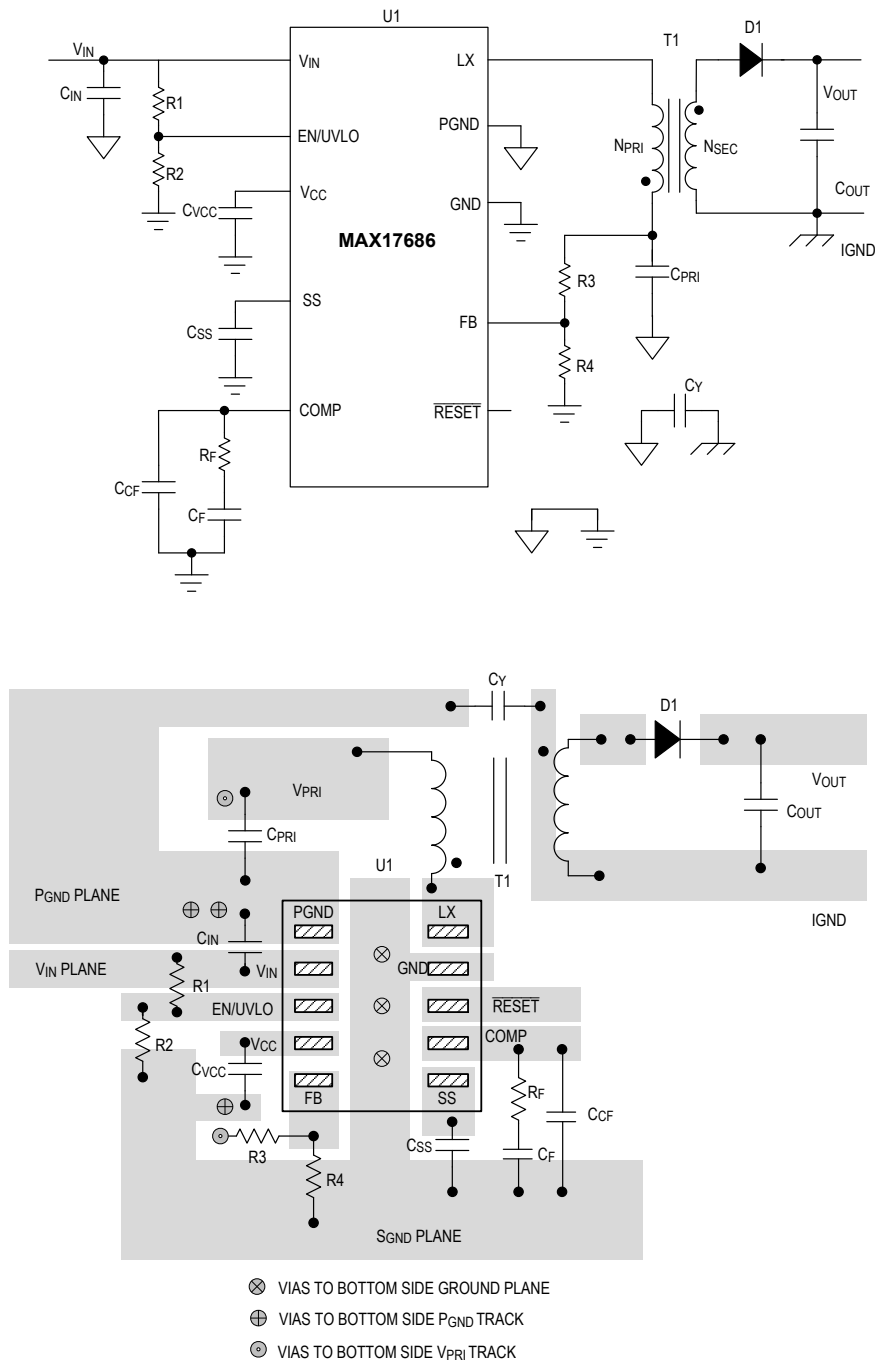 U1
VIN
CIN
R1
R2
CVCC
CSS
CCF
RF
CF
VIN
EN/UVLO
VCC
SS
COMP
MAX17686
LX
PGND
GND
FB
RESET
T1
NPRI
NSEC
D1
VOUT
COUT
IGND
R3
R4
CPRI
CY
CY
D1
VOUT
COUT
VPRI
CPRI
U1
T1
PGND PLANE
IGND
PGND
LX
CIN
VIN PLANE
VIN
GND
R1
EN/UVLO
RESET
R2
VCC
COMP
CVCC
RF
CCF
FB
SS
R3
CSS
CF
R4
SGND PLANE
VIAS TO BOTTOM SIDE GROUND PLANE
VIAS TO BOTTOM SIDE PGND TRACK
VIAS TO BOTTOM SIDE VPRI TRACK